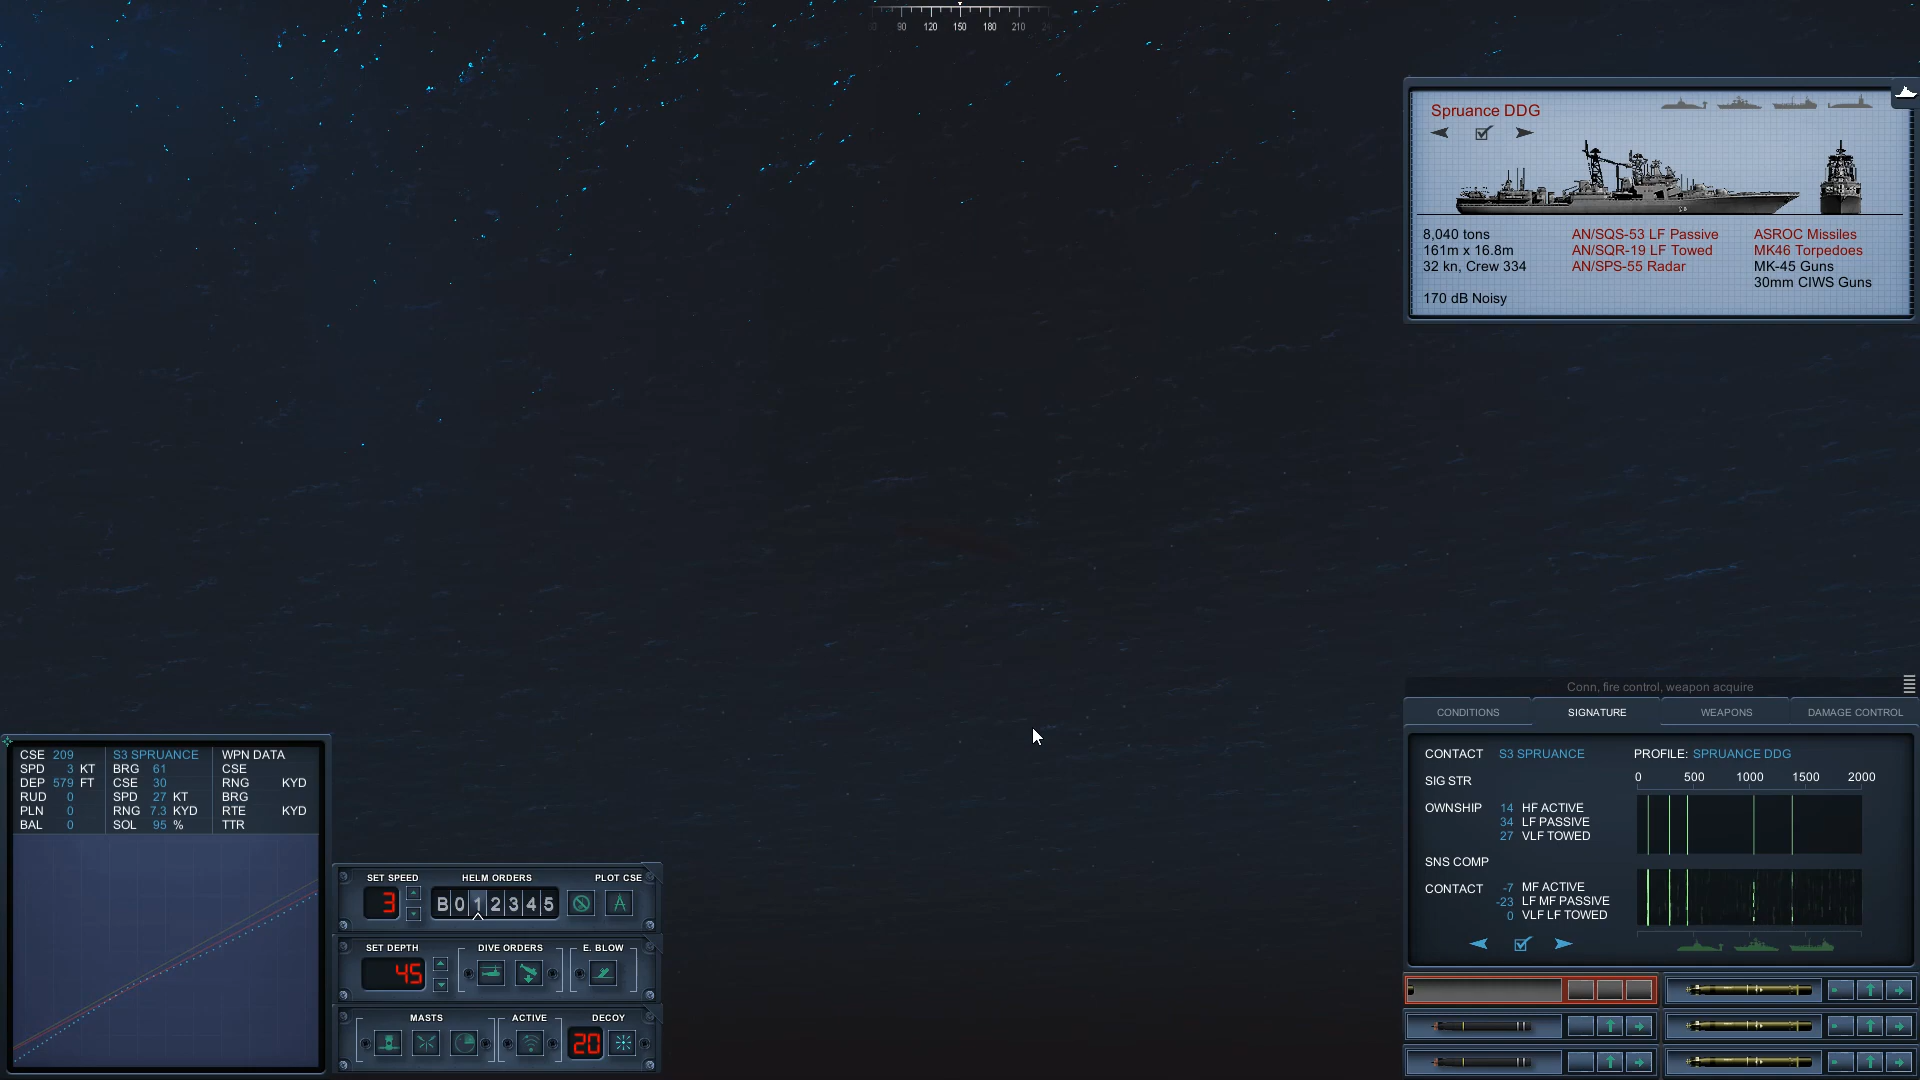 90 120 150 180 210
Spruance DDG
8,040 tons AN/SQS-53 LF Passive ASROC Missiles
161m x 16.8m AN/SQR-19 LF Towed MK46 Torpedoes
32 kn, Crew 334 AN/SPS-55 Radar MK-45 Guns
30mm CIWS Guns
170 dB Noisy
Conn, fire control, weapon acquire
CONDITIONS SIGNATURE WEAPONS DAMAGE CONTROL
CONTACT S3 SPRUANCE PROFILE: SPRUANCE DDG
SIG STR 0 500 1000 1500 2000
OWNSHIP 14 HF ACTIVE
34 LF PASSIVE
27 VLF TOWED
SNS COMP
CONTACT -7 MF ACTIVE
-23 LF MF PASSIVE
0 VLF LF TOWED
CSE 209 S3 SPRUANCE WPN DATA
SPD 3 KT BRG 61 CSE
DEP 579 FT CSE 30 RNG KYD
RUD 0 SPD 27 KT BRG
PLN 0 RNG 7.3 KYD RTE KYD
BAL 0 SOL 95 % TTR
SET SPEED HELM ORDERS PLOT CSE
3 B 0 1 2 3 4 5
SET DEPTH DIVE ORDERS E. BLOW
45
MASTS ACTIVE DECOY
20